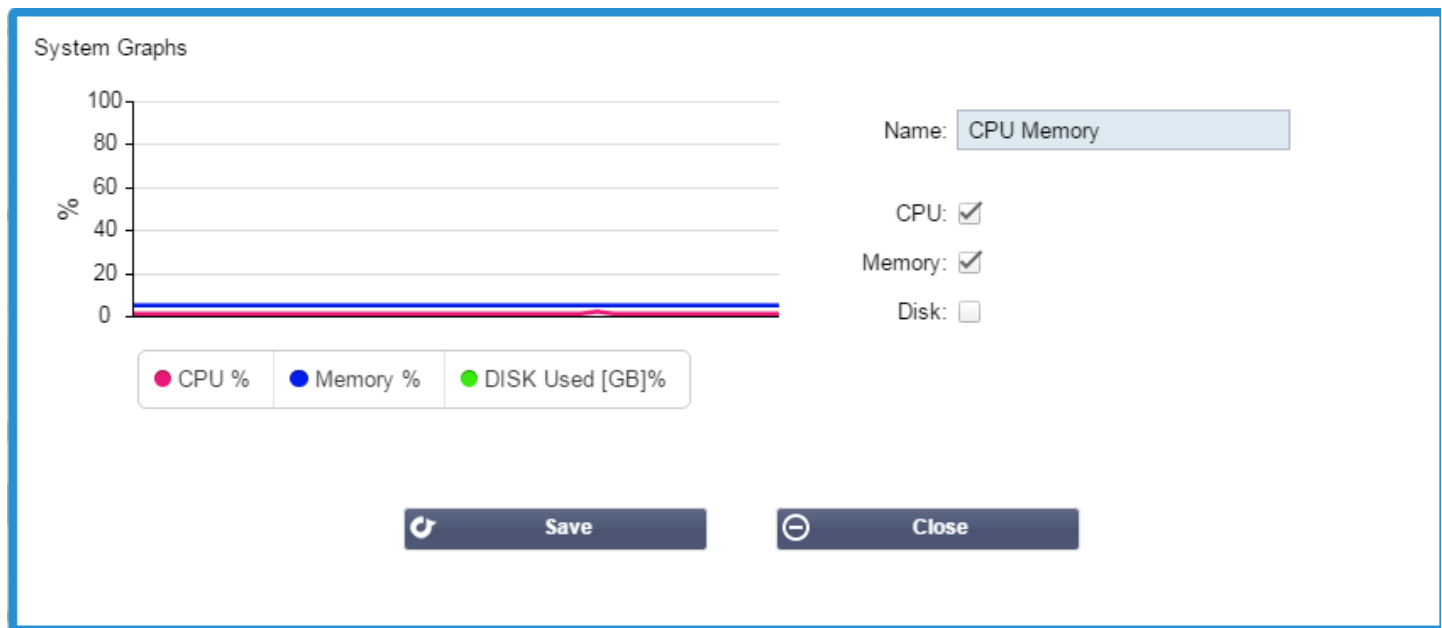 System Graphs
100
80
60
40
20
0
%
Name: CPU Memory
CPU:
Memory:
Disk:
CPU % Memory % DISK Used [GB]%
Save Close